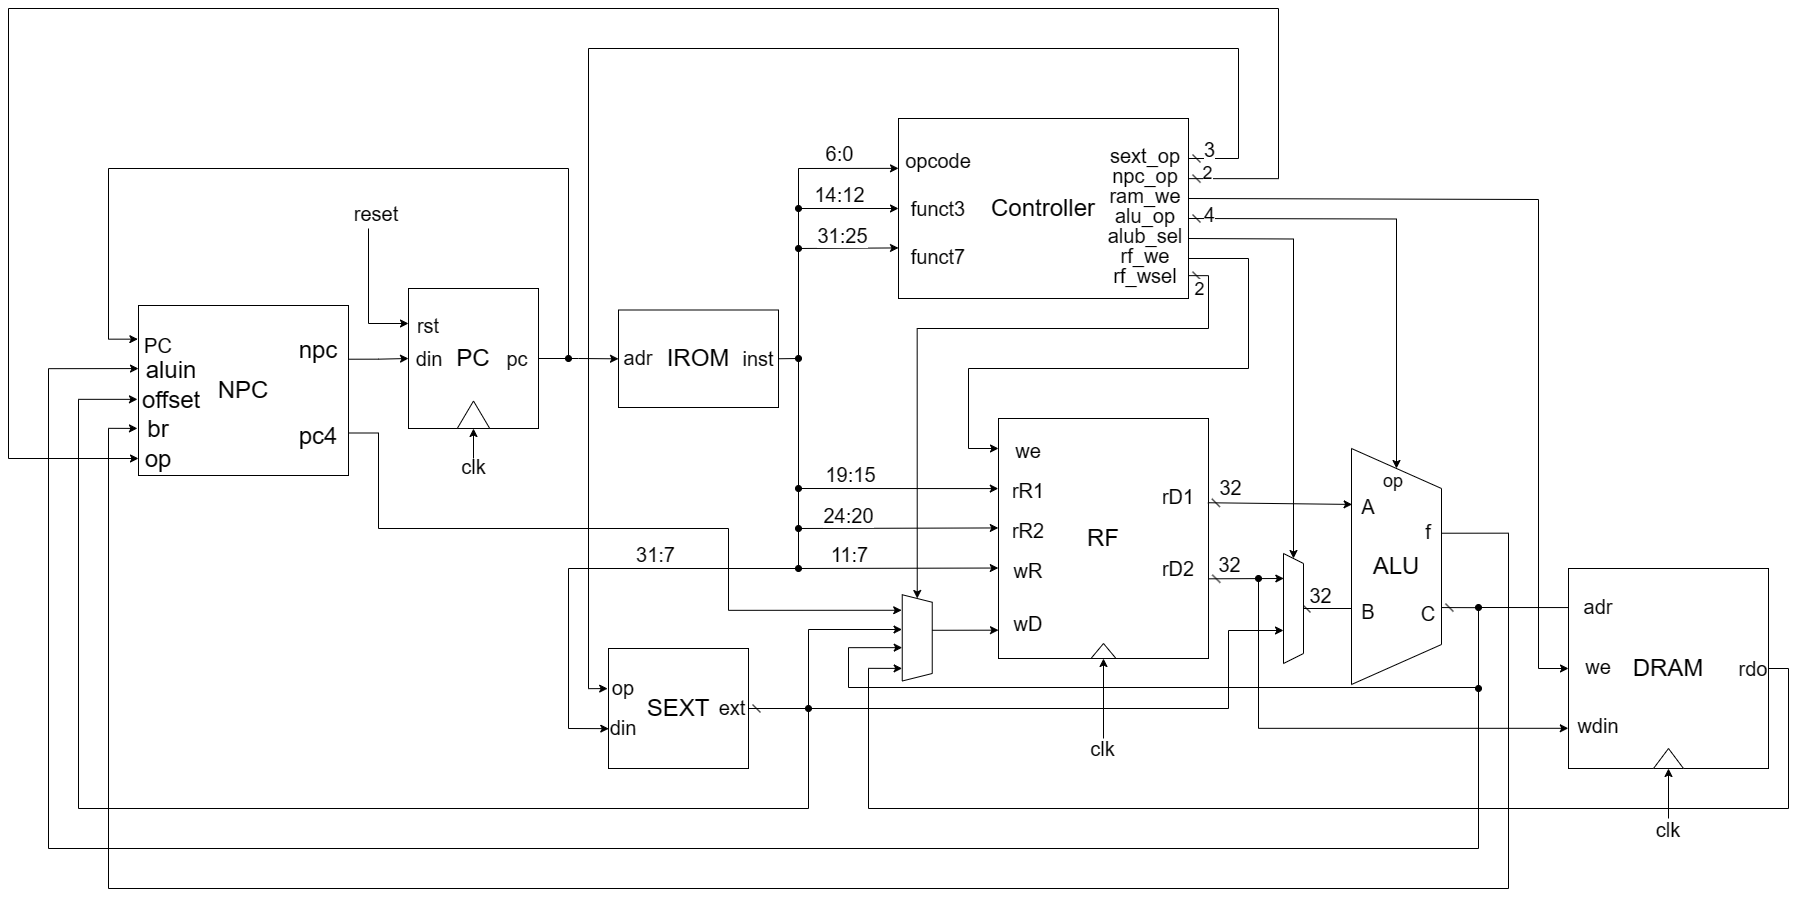 reset
PC
aluin
offset
br
op
NPC
npc
pc4
rst
din
PC
pc
clk
adr
IROM
inst
6:0
14:12
31:25
opcode
funct3
funct7
Controller
sext_op
npc_op
ram_we
alu_op
alub_sel
rf_we
rf_wsel
3
2
4
2
19:15
24:20
31:7
11:7
we
rR1
rR2
wR
wD
RF
rD1
rD2
clk
32
32
32
op
din
SEXT
ext
op
A
B
ALU
f
C
adr
we
wdin
DRAM
rdo
clk